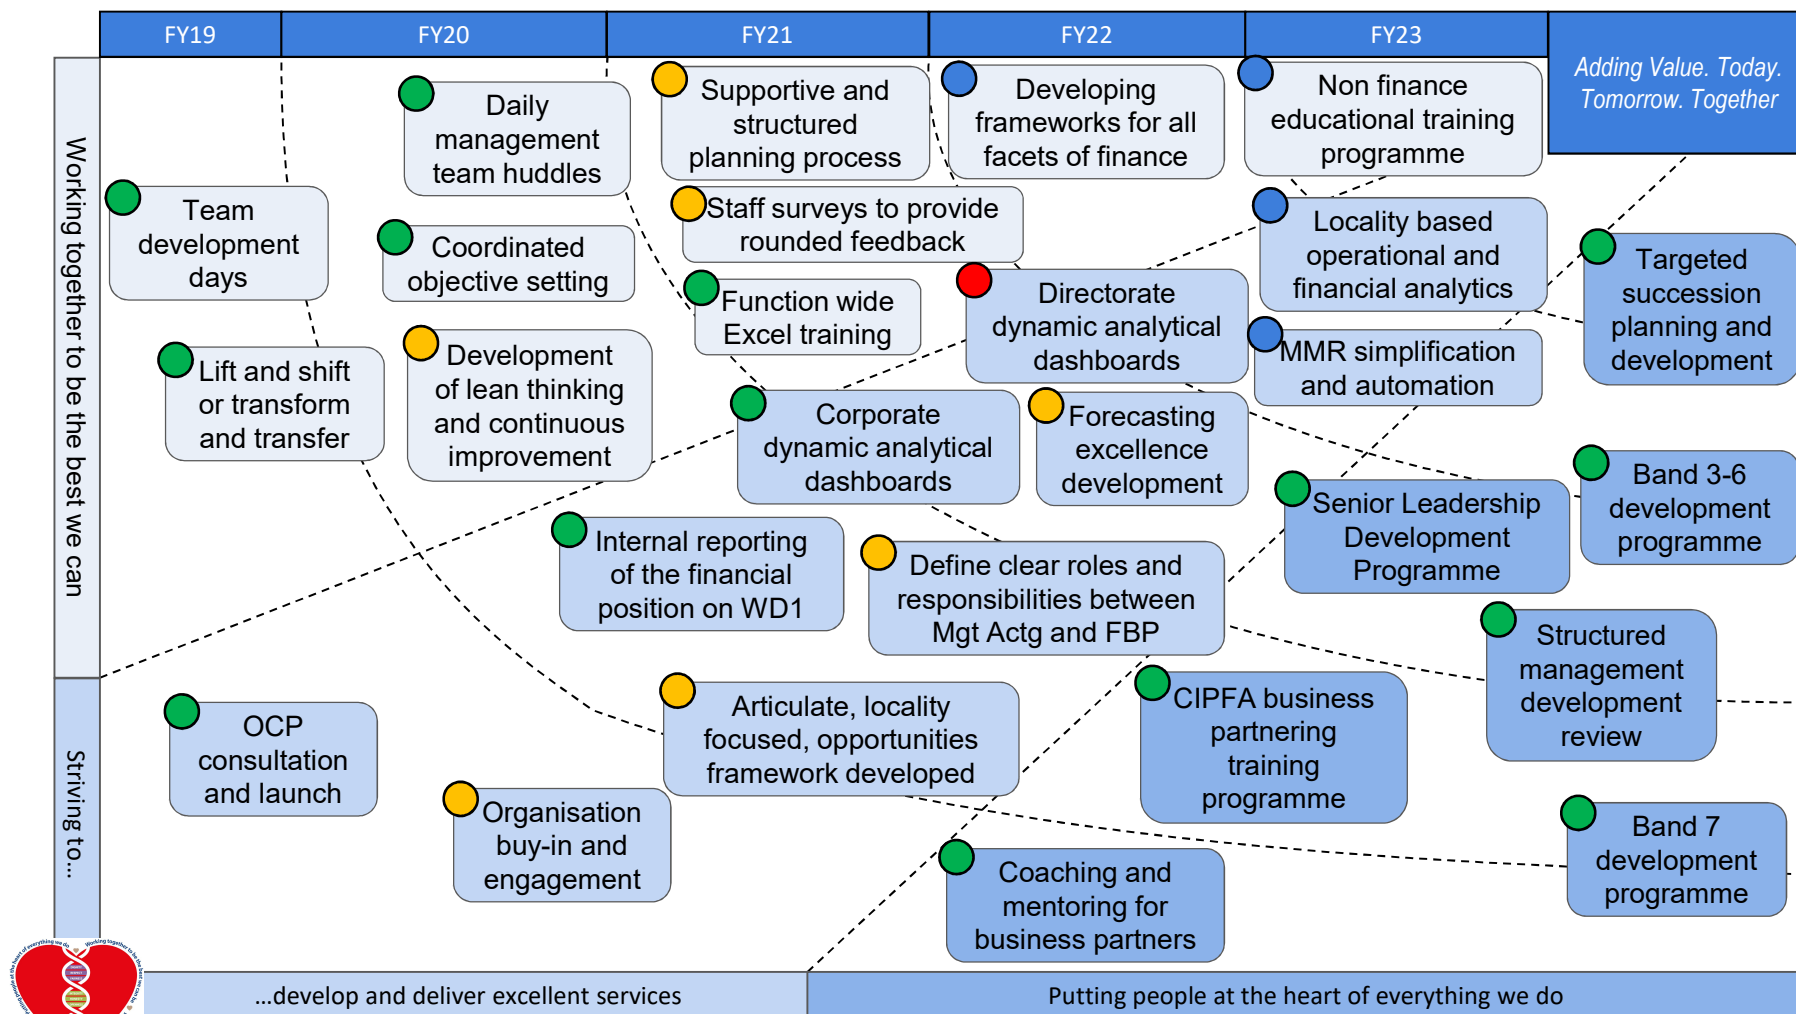 FY19
FY20
FY21
FY22
FY23
Adding Value. Today.
Tomorrow. Together
Working together to be the best we can
Striving to...
Daily
management
team huddles
Supportive and
structured
planning process
Developing
frameworks for all
facets of finance
Non finance
educational training
programme
Team
development
days
Coordinated
objective setting
Staff surveys to provide
rounded feedback
Locality based
operational and
financial analytics
Targeted
succession
planning and
development
Function wide
Excel training
Directorate
dynamic analytical
dashboards
Lift and shift
or transform
and transfer
Development
of lean thinking
and continuous
improvement
MMR simplification
and automation
Corporate
dynamic analytical
dashboards
Forecasting
excellence
development
Senior Leadership
Development
Programme
Band 3-6
development
programme
Internal reporting
of the financial
position on WD1
Define clear roles and
responsibilities between
Mgt Actg and FBP
Structured
management
development
review
OCP
consultation
and launch
Articulate, locality
focused, opportunities
framework developed
CIPFA business
partnering
training
programme
Organisation
buy-in and
engagement
Coaching and
mentoring for
business partners
Band 7
development
programme
...develop and deliver excellent services
Putting people at the heart of everything we do